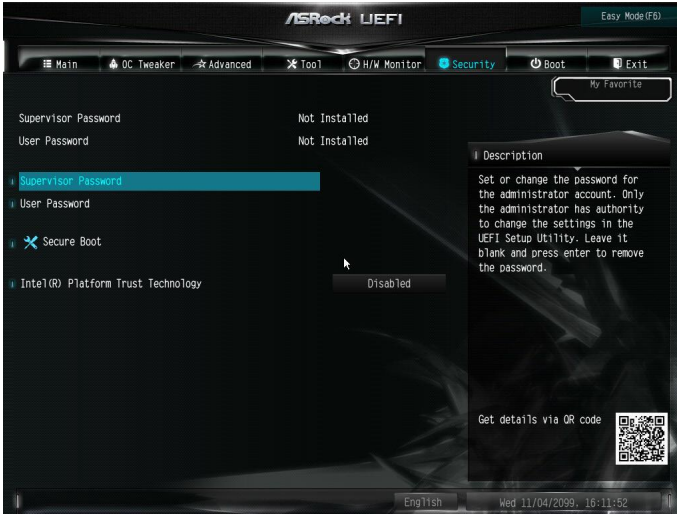 ASRock UEFI
Easy Mode(F6)
Main
OC Tweaker
Advanced
Tool
H/W Monitor
Security
Boot
Exit
My Favorite
Supervisor Password Not Installed
User Password Not Installed
Supervisor Password
User Password
Secure Boot
Intel(R) Platform Trust Technology Disabled
Description
Set or change the password for
the administrator account. Only
the administrator has authority
to change the settings in the
UEFI Setup Utility. Leave it
blank and press enter to remove
the password.
Get details via QR code
English
Wed 11/04/2099. 16:11:52